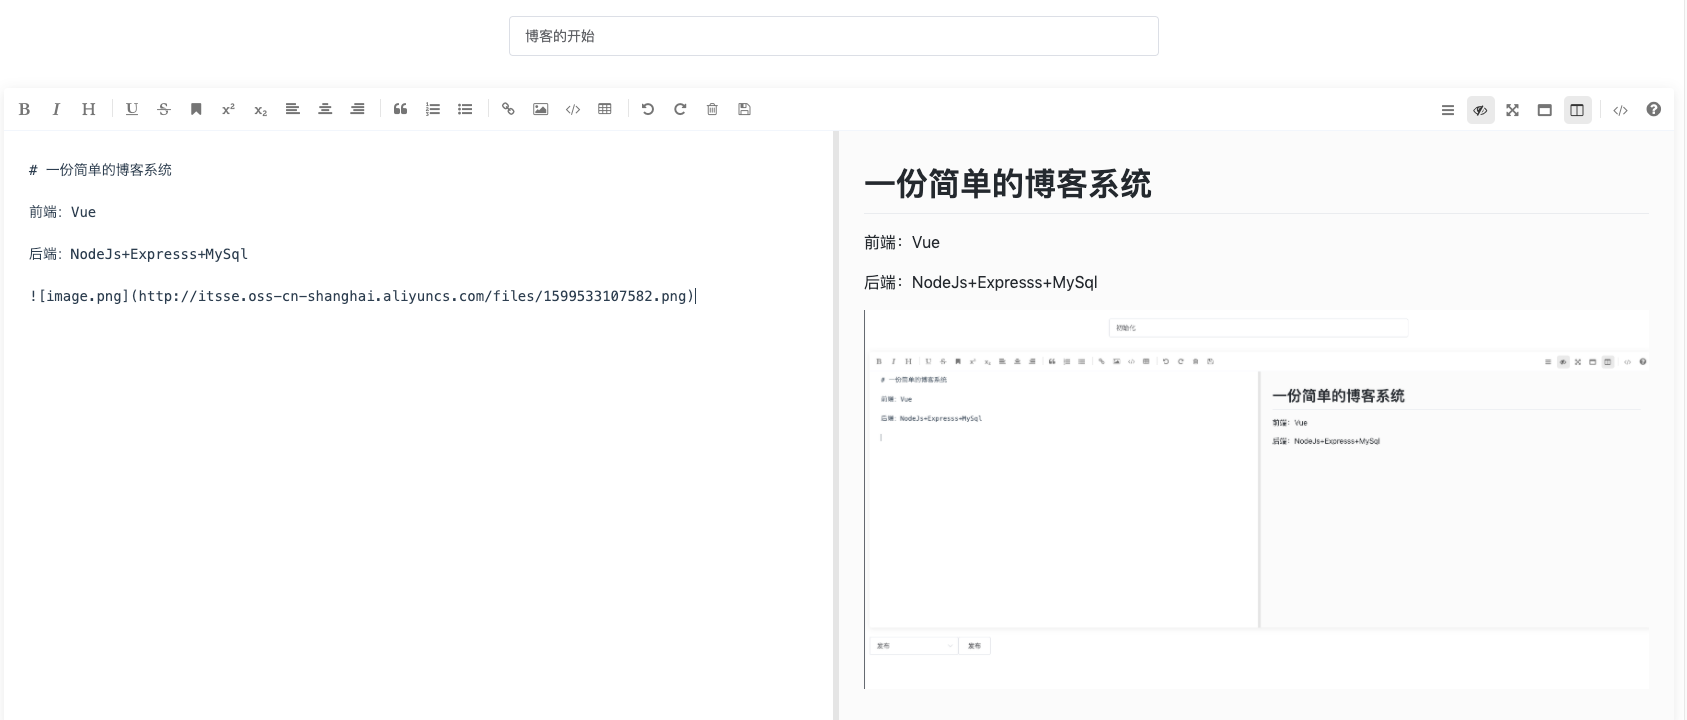 博客的开始
B I H U S x² x₂
# 一份简单的博客系统
前端：Vue
后端：NodeJs+Expresss+MySql
![image.png](http://itsse.oss-cn-shanghai.aliyuncs.com/files/1599533107582.png)
一份简单的博客系统
前端：Vue
后端：NodeJs+Expresss+MySql
初始化
B I H U S x² x₂
# 一份简单的博客系统
前端：Vue
后端：NodeJs+Expresss+MySql
一份简单的博客系统
前端：Vue
后端：NodeJs+Expresss+MySql
发布
发布